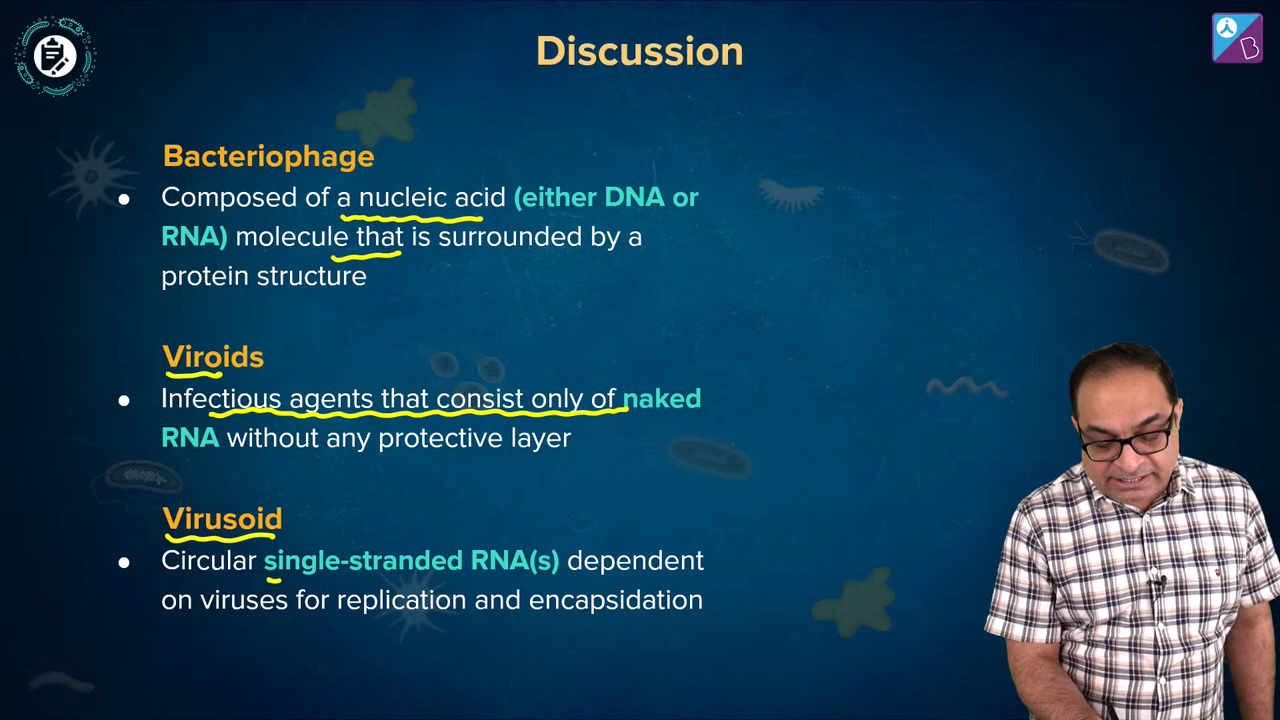 Discussion
Bacteriophage
• Composed of a nucleic acid (either DNA or
RNA) molecule that is surrounded by a
protein structure
Viroids
• Infectious agents that consist only of naked
RNA without any protective layer
Virusoid
• Circular single-stranded RNA(s) dependent
on viruses for replication and encapsidation
B